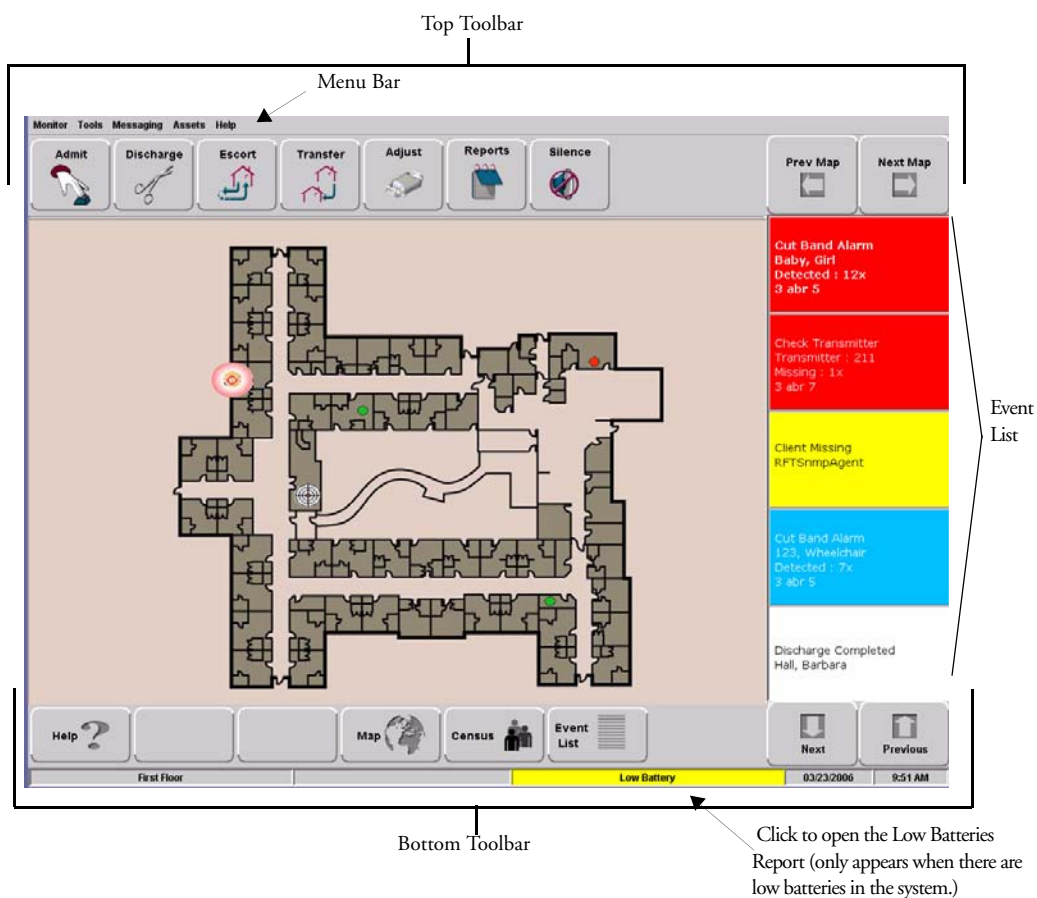 Top Toolbar
Menu Bar
Monitor Tools Messaging Assets Help
Admit
Discharge
Escort
Transfer
Adjust
Reports
Silence
Prev Map
Next Map
Cut Band Alarm
Baby, Girl
Detected : 12x
3 abr 5
Check Transmitter
Transmitter : 211
Missing : 1x
3 abr 7
Client Missing
RFTSnmpAgent
Cut Band Alarm
123, Wheelchair
Detected : 7x
3 abr 5
Discharge Completed
Hall, Barbara
Event
List
Help
Map
Census
Event
List
Next
Previous
First Floor
Low Battery
03/23/2006
9:51 AM
Bottom Toolbar
Click to open the Low Batteries
Report (only appears when there are
low batteries in the system.)